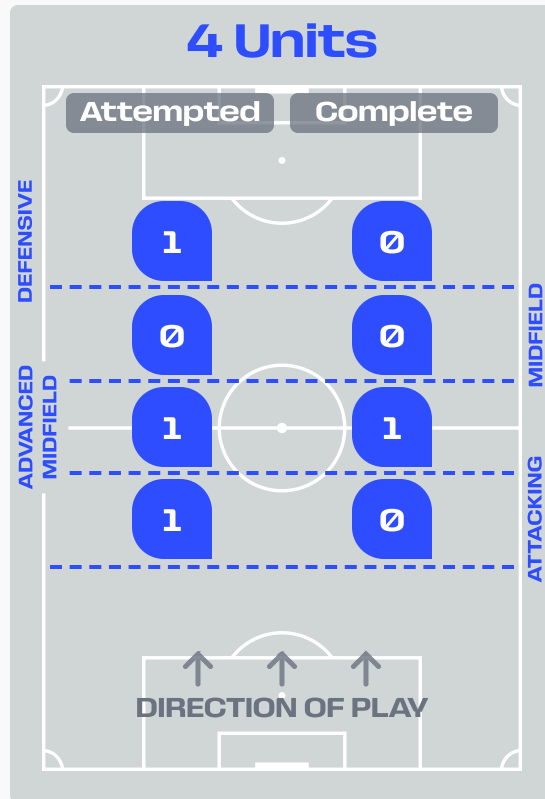 4 Units
Attempted Complete
DEFENSIVE
1 0
MIDFIELD
0 0
ADVANCED
MIDFIELD
1 1
ATTACKING
1 0
DIRECTION OF PLAY